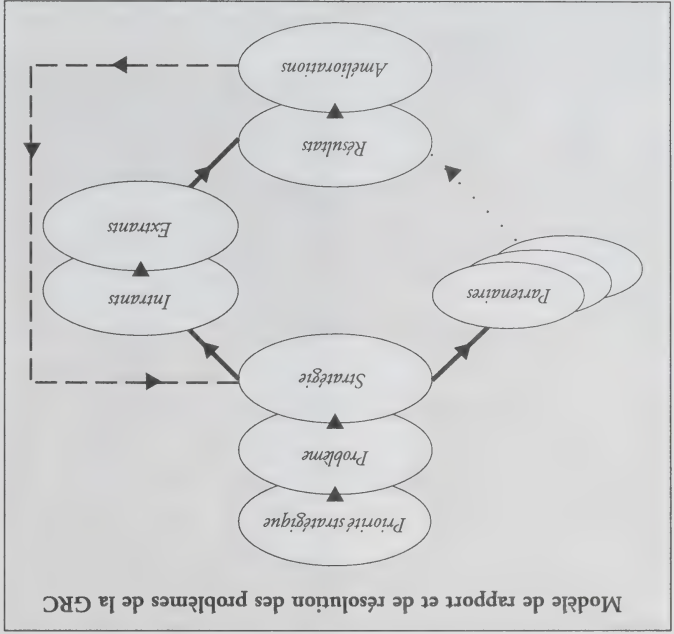 Modèle de rapport et de résolution des problèmes de la GRC
Priorité stratégique
Problème
Stratégie
Partenaires
Intrants
Extrants
Résultats
Améliorations